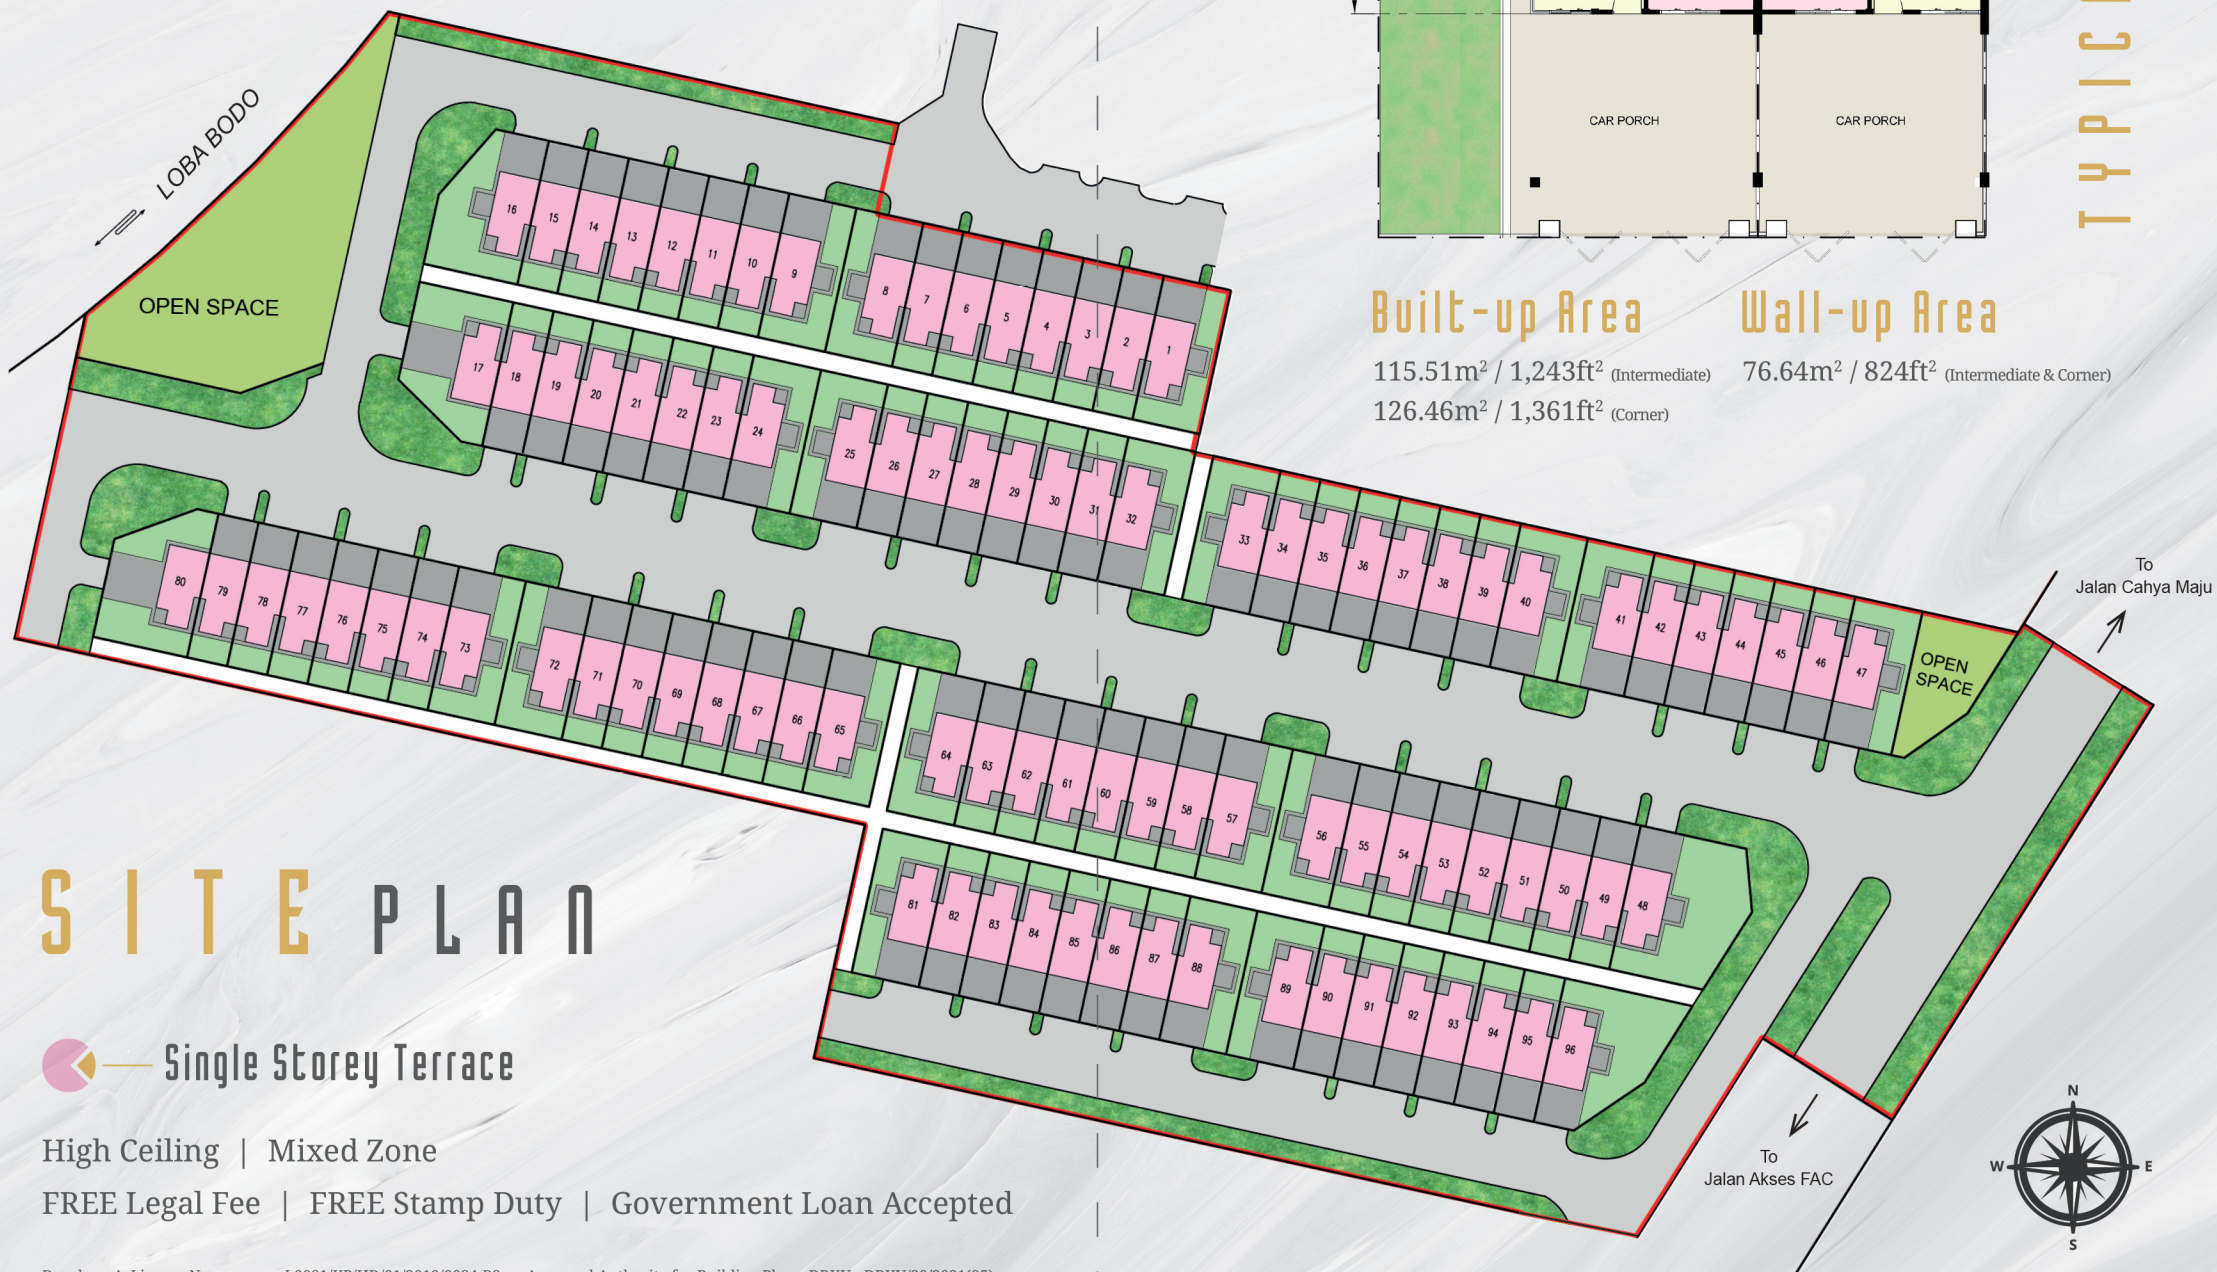 LOBA BODO
OPEN SPACE
CAR PORCH
CAR PORCH
TYPIC
Built-up Area
115.51m² / 1,243ft² (Intermediate)
126.46m² / 1,361ft² (Corner)
Wall-up Area
76.64m² / 824ft² (Intermediate & Corner)
16 15 14 13 12 11 10 9
8 7 6 5 4 3 2 1
17 18 19 20 21 22 23 24
25 26 27 28 29 30 31 32
33 34 35 36 37 38 39 40
41 42 43 44 45 46 47
OPEN
SPACE
To
Jalan Cahya Maju
80 79 78 77 76 75 74 73
72 71 70 69 68 67 66 65
64 63 62 61 60 59 58 57
56 55 54 53 52 51 50 49 48
81 82 83 84 85 86 87 88
89 90 91 92 93 94 95 96
To
Jalan Akses FAC
SITE PLAN
Single Storey Terrace
High Ceiling | Mixed Zone
FREE Legal Fee | FREE Stamp Duty | Government Loan Accepted
N
W E
S